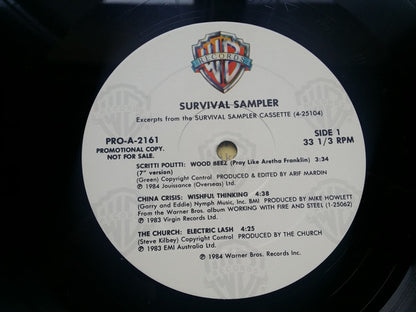 WB
RECORDS
SURVIVAL SAMPLER
Excerpts from the SURVIVAL SAMPLER CASSETTE (4-25104)
PRO-A-2161
PROMOTIONAL COPY.
NOT FOR SALE.
SIDE 1
33 1/3 RPM
SCRITTI POLITTI: WOOD BEEZ (Pray Like Aretha Franklin) 3:34
(7" version)
(Green) Copyright Control PRODUCED & EDITED BY ARIF MARDIN
Ⓟ 1984 Jouissance (Overseas) Ltd.
CHINA CRISIS: WISHFUL THINKING 4:38
(Garry and Eddie) Nymph Music, Inc. BMI PRODUCED BY MIKE HOWLETT
From the Warner Bros. album WORKING WITH FIRE AND STEEL (1-25062)
Ⓟ 1983 Virgin Records Ltd.
THE CHURCH: ELECTRIC LASH 4:25
(Steve Kilbey) Copyright Control PRODUCED BY THE CHURCH
Ⓟ 1983 EMI Australia Ltd.
Ⓟ 1984 Warner Bros. Records Inc.